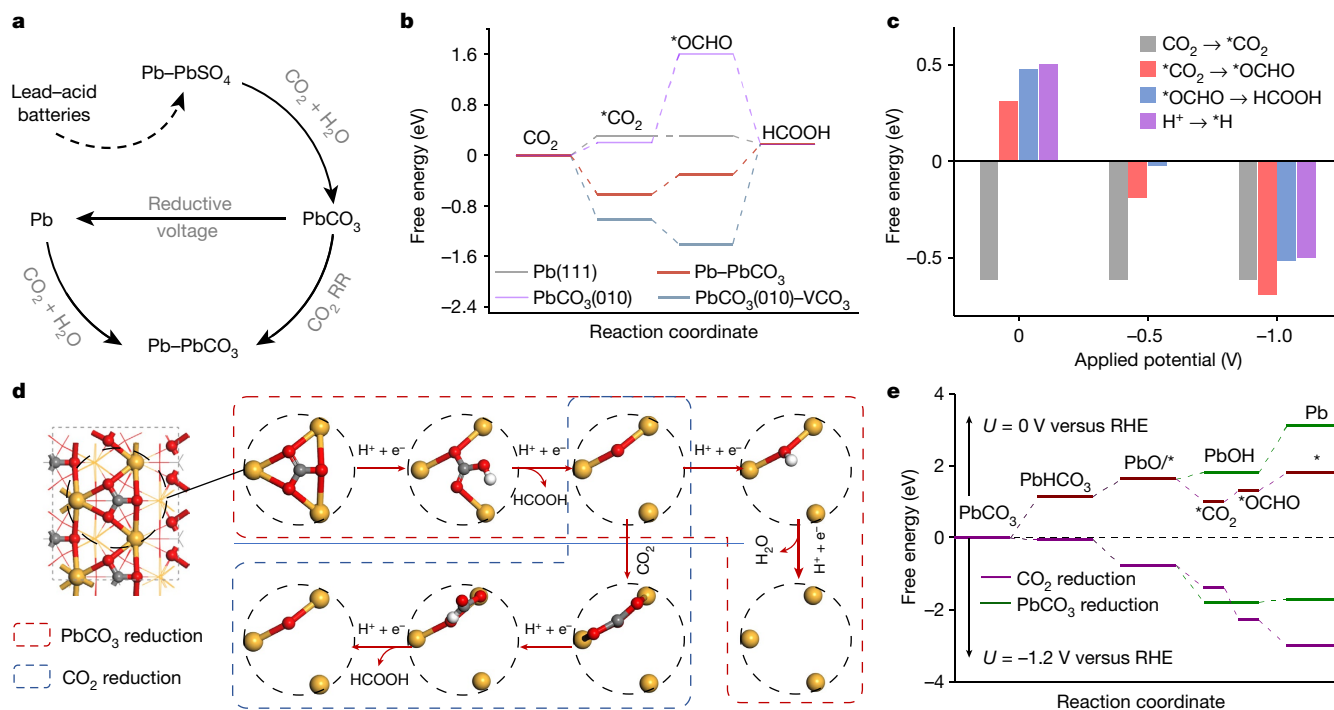 a
Pb–PbSO4
Lead–acid
batteries
CO2 + H2O
Pb
Reductive
voltage
PbCO3
CO2 + H2O
CO2 RR
Pb–PbCO3
b
Free energy (eV)
1.6
0.8
0
–0.8
–1.6
–2.4
CO2
*CO2
*OCHO
HCOOH
Pb(111)
Pb–PbCO3
PbCO3(010)
PbCO3(010)–VCO3
Reaction coordinate
c
Free energy (eV)
0.5
0
–0.5
CO2 → *CO2
*CO2 → *OCHO
*OCHO → HCOOH
H+ → *H
0
–0.5
–1.0
Applied potential (V)
d
H+ + e–
H+ + e–
HCOOH
H+ + e–
CO2
H2O
H+ + e–
H+ + e–
HCOOH
H+ + e–
PbCO3 reduction
CO2 reduction
e
Free energy (eV)
4
2
0
–2
–4
U = 0 V versus RHE
Pb
PbOH
PbO/*
*
PbHCO3
*OCHO
*CO2
PbCO3
CO2 reduction
PbCO3 reduction
U = –1.2 V versus RHE
Reaction coordinate